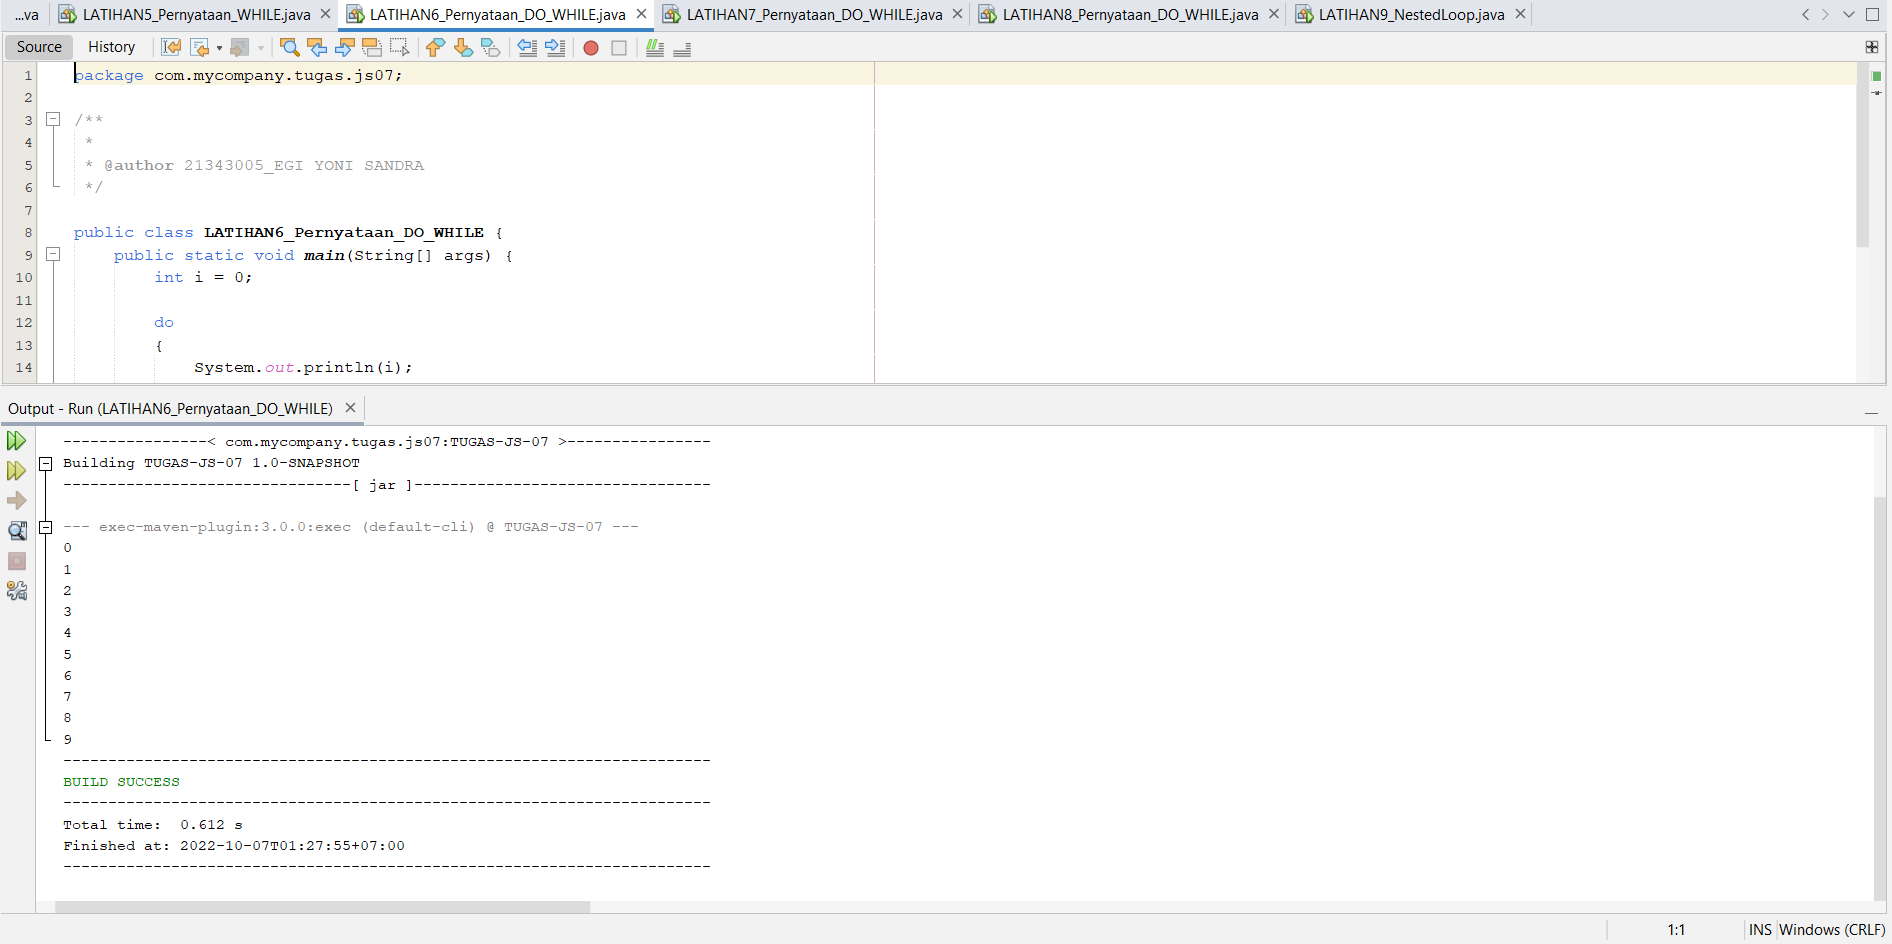 ...va LATIHAN5_Pernyataan_WHILE.java LATIHAN6_Pernyataan_DO_WHILE.java LATIHAN7_Pernyataan_DO_WHILE.java LATIHAN8_Pernyataan_DO_WHILE.java LATIHAN9_NestedLoop.java
Source History
1 package com.mycompany.tugas.js07;
2
3 /**
4 *
5 * @author 21343005_EGI YONI SANDRA
6 */
7
8 public class LATIHAN6_Pernyataan_DO_WHILE {
9 public static void main(String[] args) {
10 int i = 0;
11
12 do
13 {
14 System.out.println(i);
Output - Run (LATIHAN6_Pernyataan_DO_WHILE)
----------------< com.mycompany.tugas.js07:TUGAS-JS-07 >----------------
Building TUGAS-JS-07 1.0-SNAPSHOT
--------------------------------[ jar ]---------------------------------
--- exec-maven-plugin:3.0.0:exec (default-cli) @ TUGAS-JS-07 ---
0
1
2
3
4
5
6
7
8
9
------------------------------------------------------------------------
BUILD SUCCESS
------------------------------------------------------------------------
Total time: 0.612 s
Finished at: 2022-10-07T01:27:55+07:00
------------------------------------------------------------------------
1:1 INS Windows (CRLF)